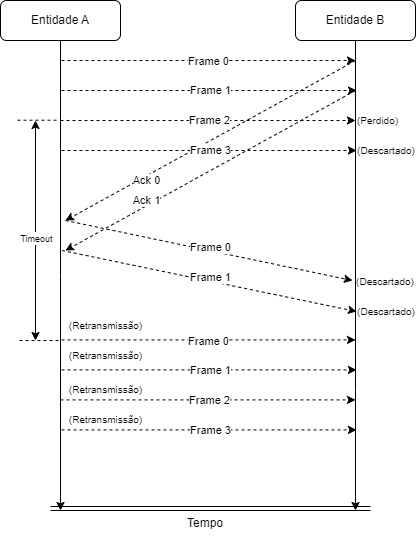 Entidade A
Entidade B
Frame 0
Frame 1
Frame 2
(Perdido)
Frame 3
(Descartado)
Ack 0
Ack 1
Timeout
Frame 0
Frame 1
(Descartado)
(Descartado)
(Retransmissão)
Frame 0
(Retransmissão)
Frame 1
(Retransmissão)
Frame 2
(Retransmissão)
Frame 3
Tempo